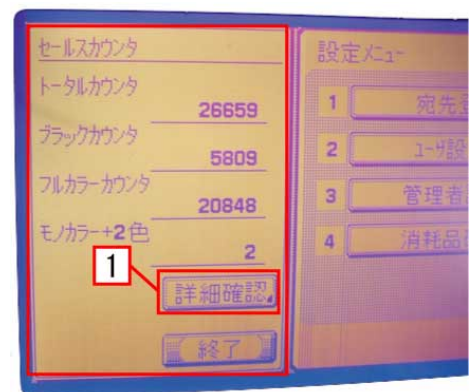 セールスカウンタ
トータルカウンタ
26659
ブラックカウンタ
5809
フルカラーカウンタ
20848
モノカラー+2色
2
1
詳細確認
終了
設定メニュー
1 宛先
2 ユーザ設
3 管理者
4 消耗品